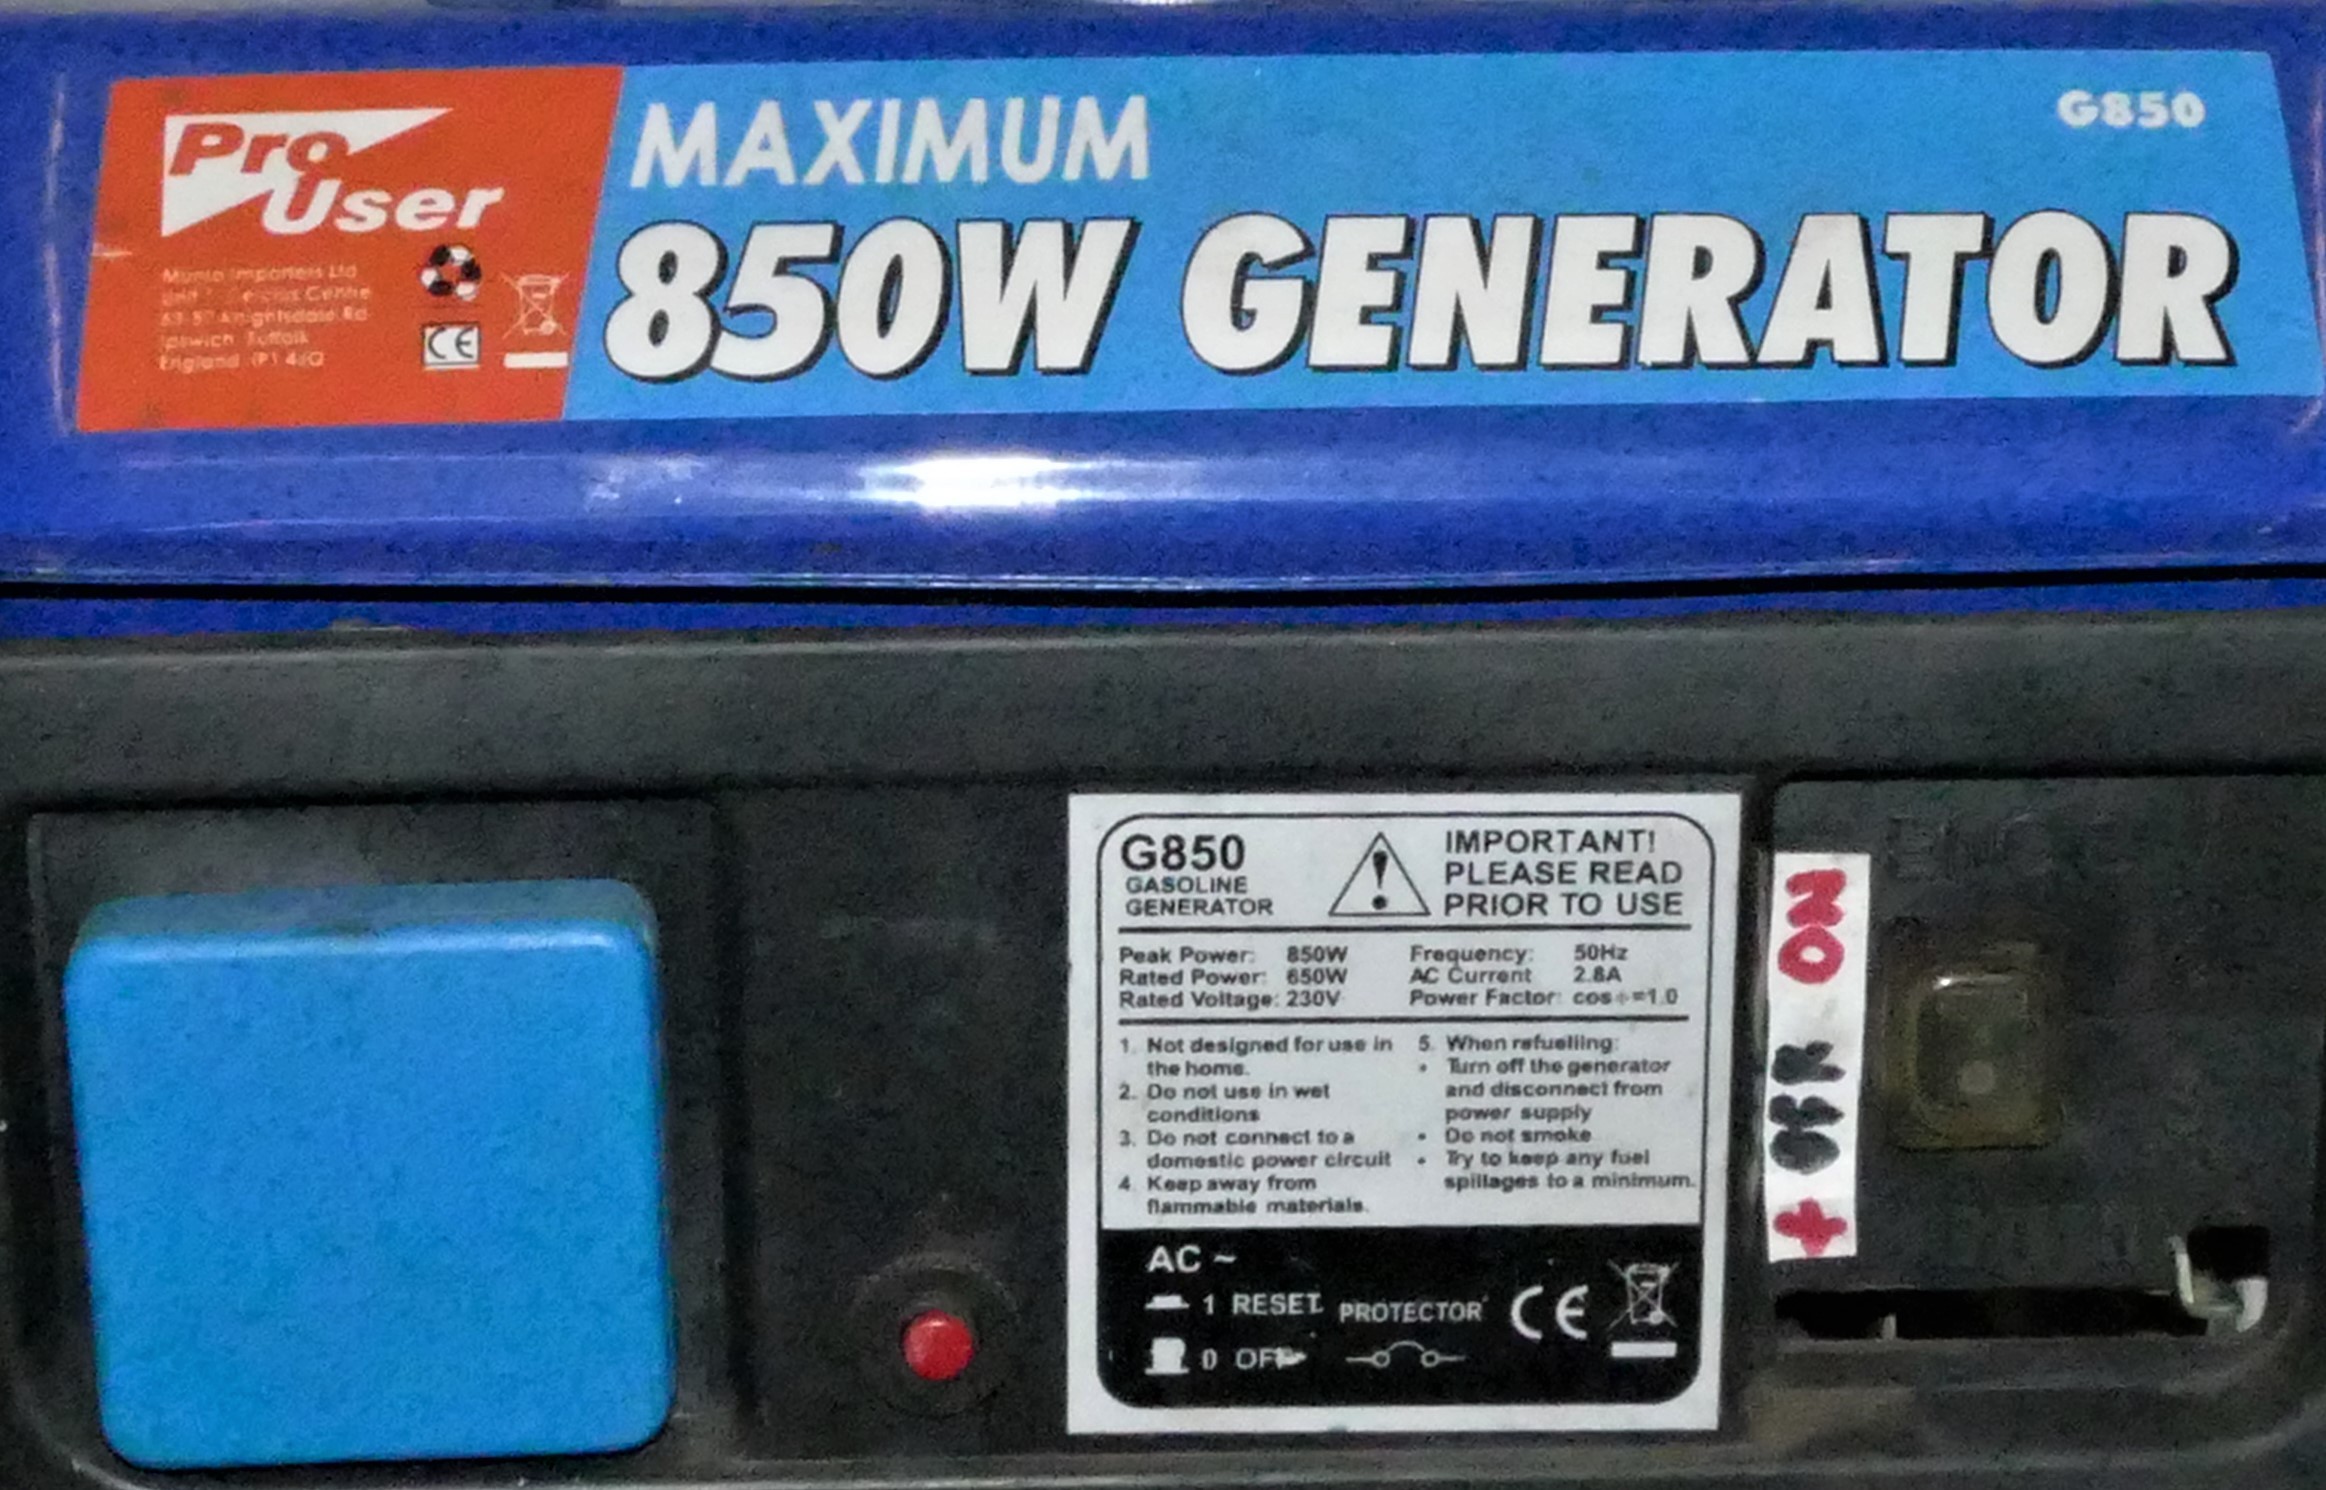 Pro
User
England
CE
MAXIMUM
850W GENERATOR
G850
G850
GASOLINE
GENERATOR
IMPORTANT!
PLEASE READ
PRIOR TO USE
Peak Power: 850W
Rated Power: 650W
Rated Voltage: 230V
Frequency: 50Hz
AC Current 2.8A
Power Factor: cos÷=1.0
1. Not designed for use in
the home.
2. Do not use in wet
conditions
3. Do not connect to a
domestic power circuit
4. Keep away from
flammable materials.
5. When refuelling:
• Turn off the generator
and disconnect from
power supply
• Do not smoke
• Try to keep any fuel
spillages to a minimum.
AC ~
1 RESET
0 OFF
PROTECTOR
CE
ON